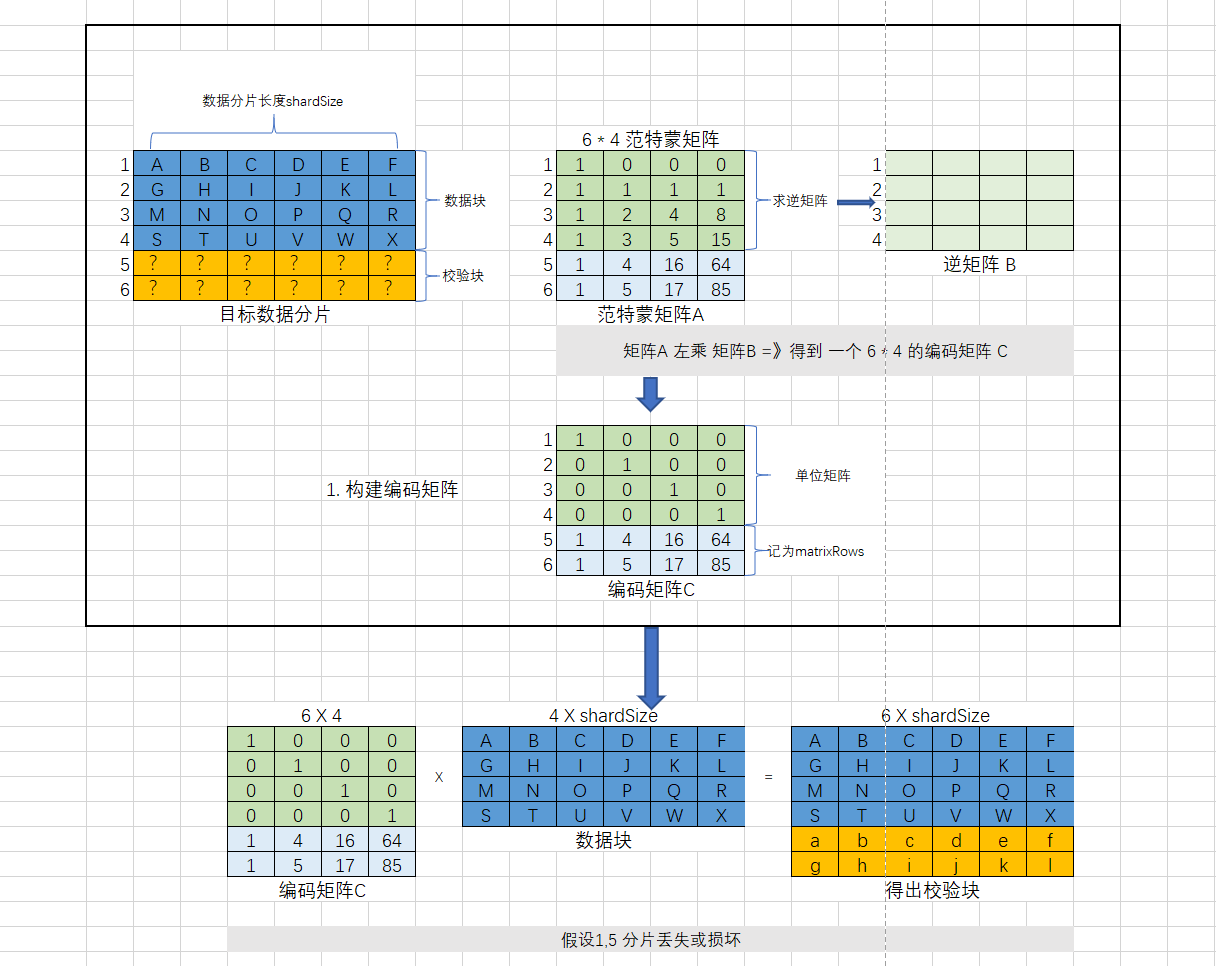 数据分片长度shardSize
6 * 4 范特蒙矩阵
1 A B C D E F
2 G H I J K L
3 M N O P Q R
4 S T U V W X
5 ? ? ? ? ? ?
6 ? ? ? ? ? ?
数据块
校验块
目标数据分片
1 1 0 0 0
2 1 1 1 1
3 1 2 4 8
4 1 3 5 15
5 1 4 16 64
6 1 5 17 85
范特蒙矩阵A
求逆矩阵
1
2
3
4
逆矩阵 B
矩阵A 左乘 矩阵B =》得到 一个 6 * 4 的编码矩阵 C
1. 构建编码矩阵
1 1 0 0 0
2 0 1 0 0
3 0 0 1 0
4 0 0 0 1
5 1 4 16 64
6 1 5 17 85
单位矩阵
记为matrixRows
编码矩阵C
6 X 4
1 0 0 0
0 1 0 0
0 0 1 0
0 0 0 1
1 4 16 64
1 5 17 85
编码矩阵C
X
4 X shardSize
A B C D E F
G H I J K L
M N O P Q R
S T U V W X
数据块
=
6 X shardSize
A B C D E F
G H I J K L
M N O P Q R
S T U V W X
a b c d e f
g h i j k l
得出校验块
假设1,5 分片丢失或损坏